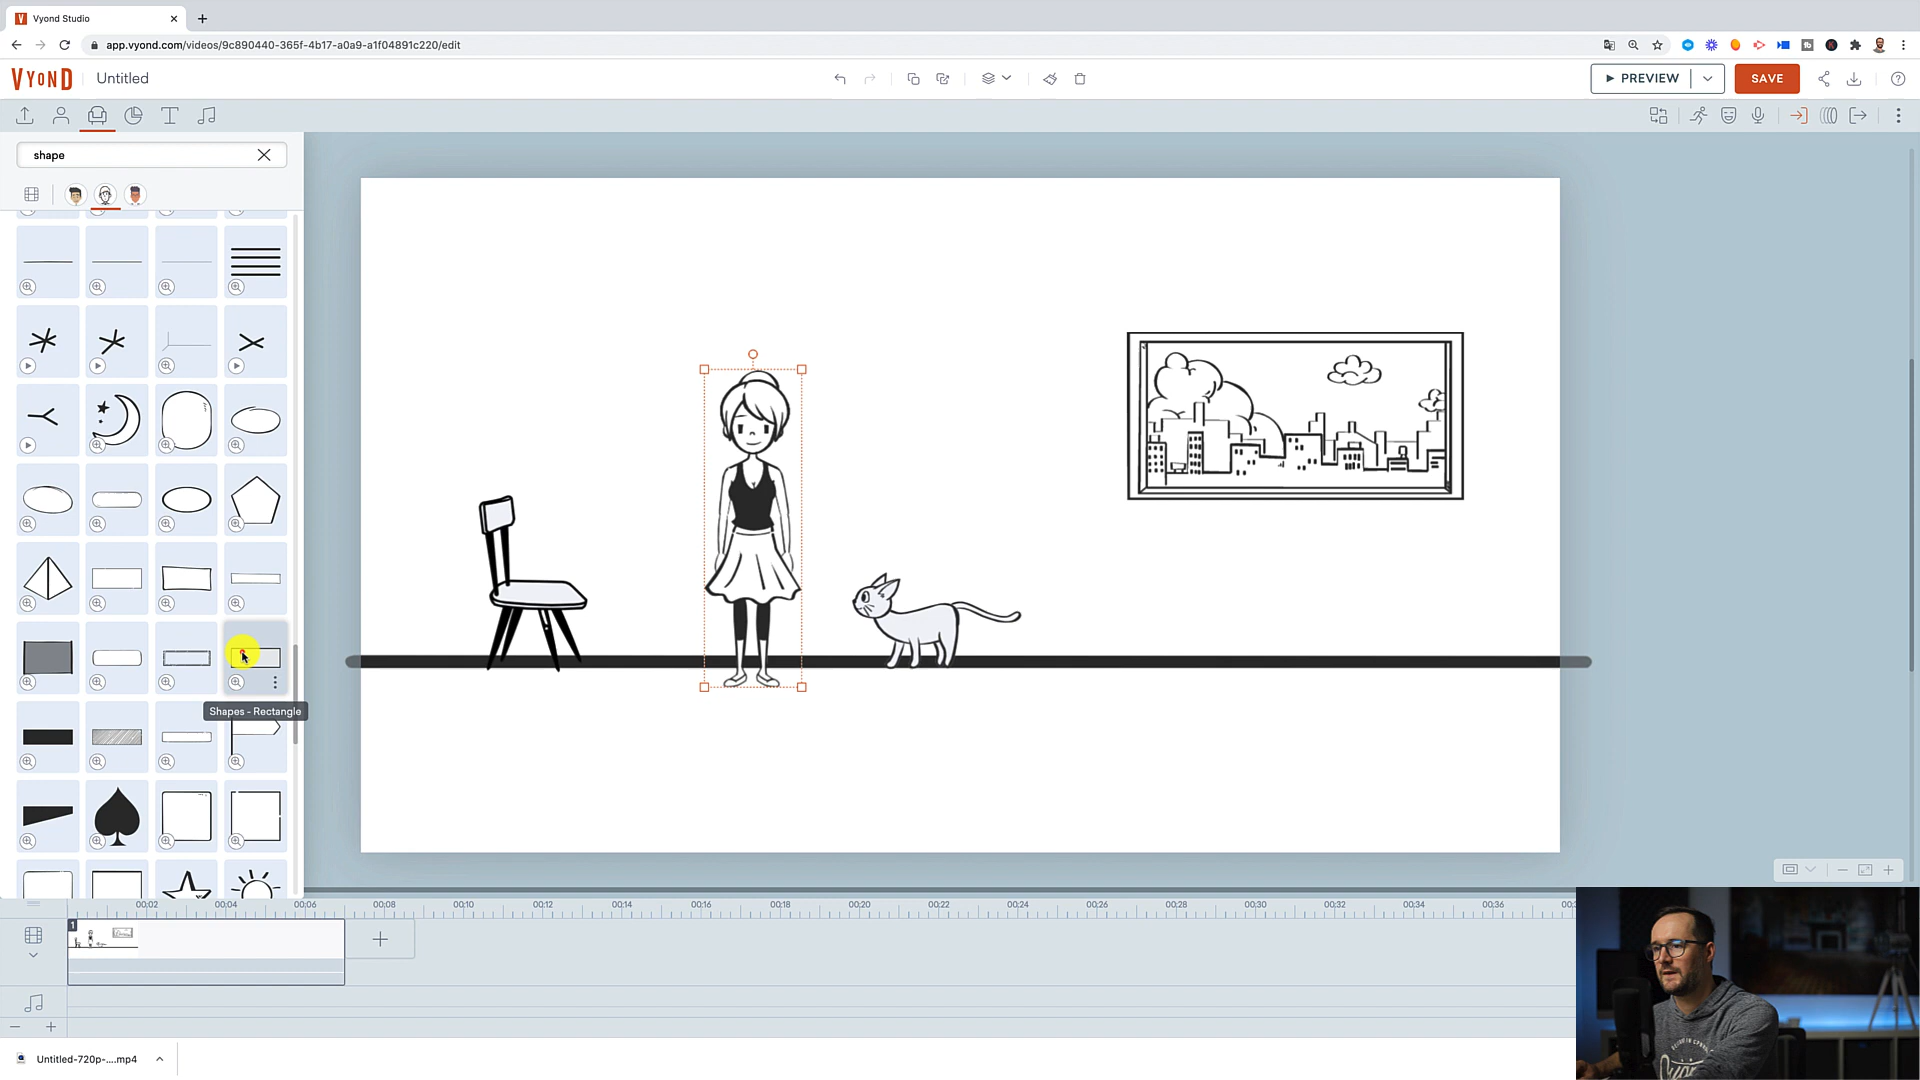 Vyond Studio
app.vyond.com/videos/9c890440-365f-4b17-a0a9-a1f04891c220/edit
VYOND
Untitled
PREVIEW
SAVE
shape
Shapes - Rectangle
00:02 00:04 00:06 00:08 00:10 00:12 00:14 00:16 00:18 00:20 00:22 00:24 00:26 00:28 00:30 00:32 00:34 00:36
1
Untitled-720p-....mp4